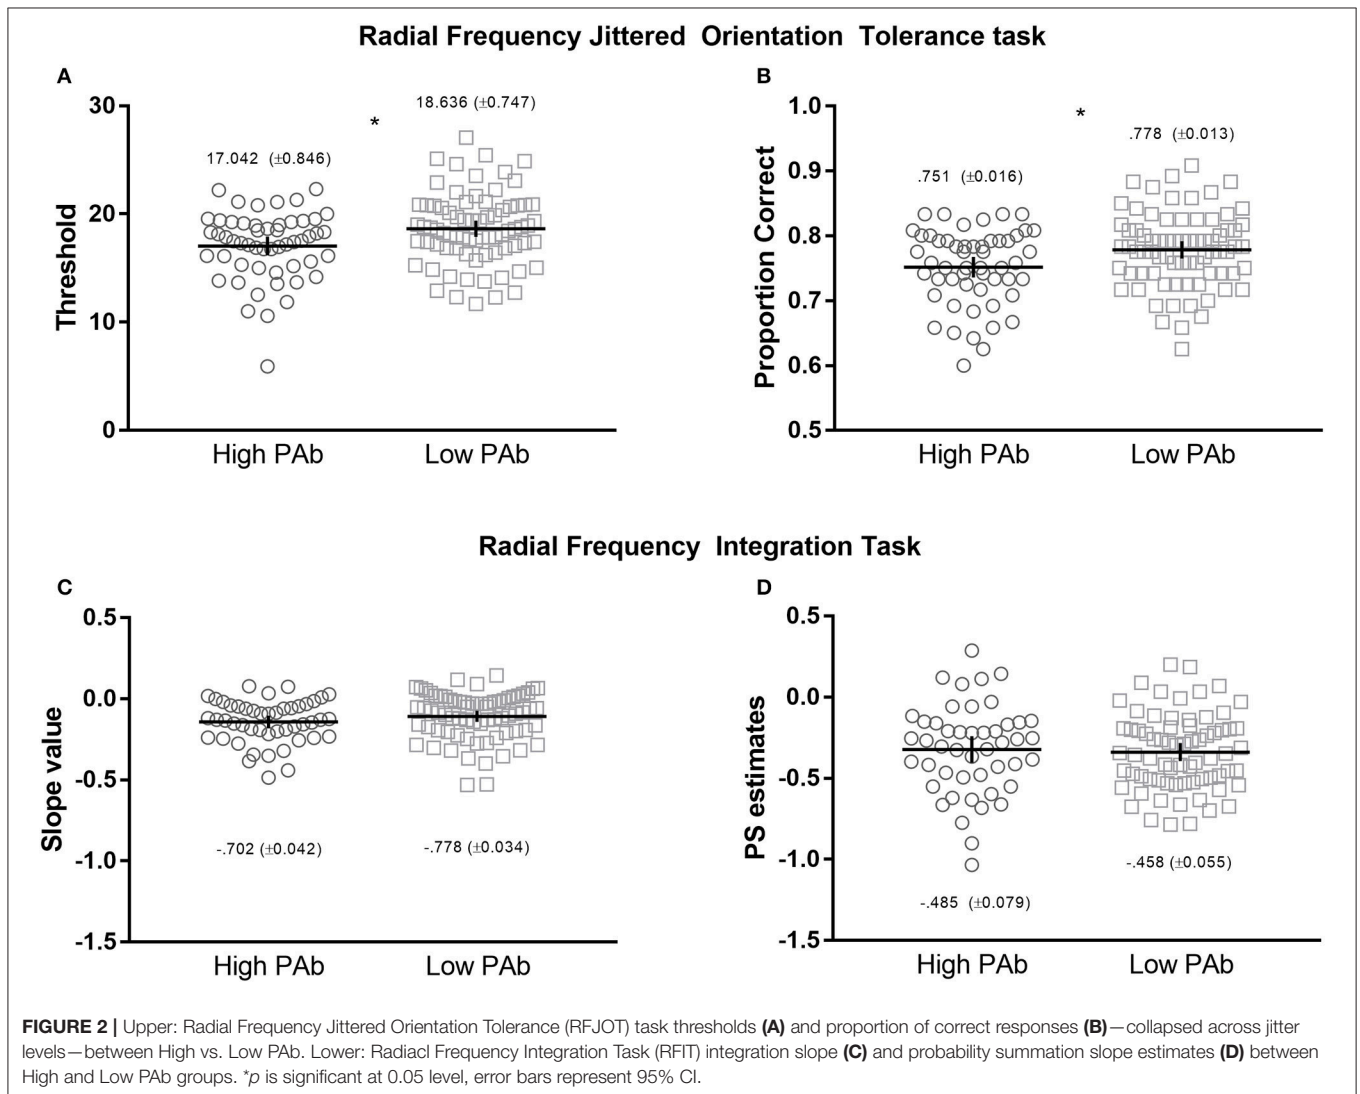 Radial Frequency Jittered Orientation Tolerance task
A
B
30
20
10
0
Threshold
17.042 (±0.846)
*
18.636 (±0.747)
High PAb
Low PAb
1.0
0.9
0.8
0.7
0.6
0.5
Proportion Correct
.751 (±0.016)
*
.778 (±0.013)
High PAb
Low PAb
Radial Frequency Integration Task
C
D
0.5
0.0
-0.5
-1.0
-1.5
Slope value
-.702 (±0.042)
-.778 (±0.034)
High PAb
Low PAb
0.5
0.0
-0.5
-1.0
-1.5
PS estimates
-.485 (±0.079)
-.458 (±0.055)
High PAb
Low PAb
FIGURE 2 | Upper: Radial Frequency Jittered Orientation Tolerance (RFJOT) task thresholds (A) and proportion of correct responses (B)—collapsed across jitter
levels—between High vs. Low PAb. Lower: Radiacl Frequency Integration Task (RFIT) integration slope (C) and probability summation slope estimates (D) between
High and Low PAb groups. *p is significant at 0.05 level, error bars represent 95% CI.